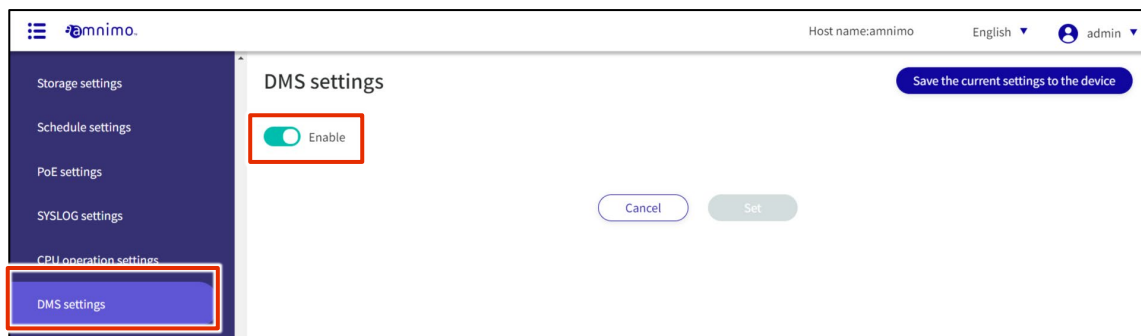 amnimo.
Host name:amnimo
English
admin
Storage settings
Schedule settings
PoE settings
SYSLOG settings
CPU operation settings
DMS settings
DMS settings
Save the current settings to the device
Enable
Cancel
Set